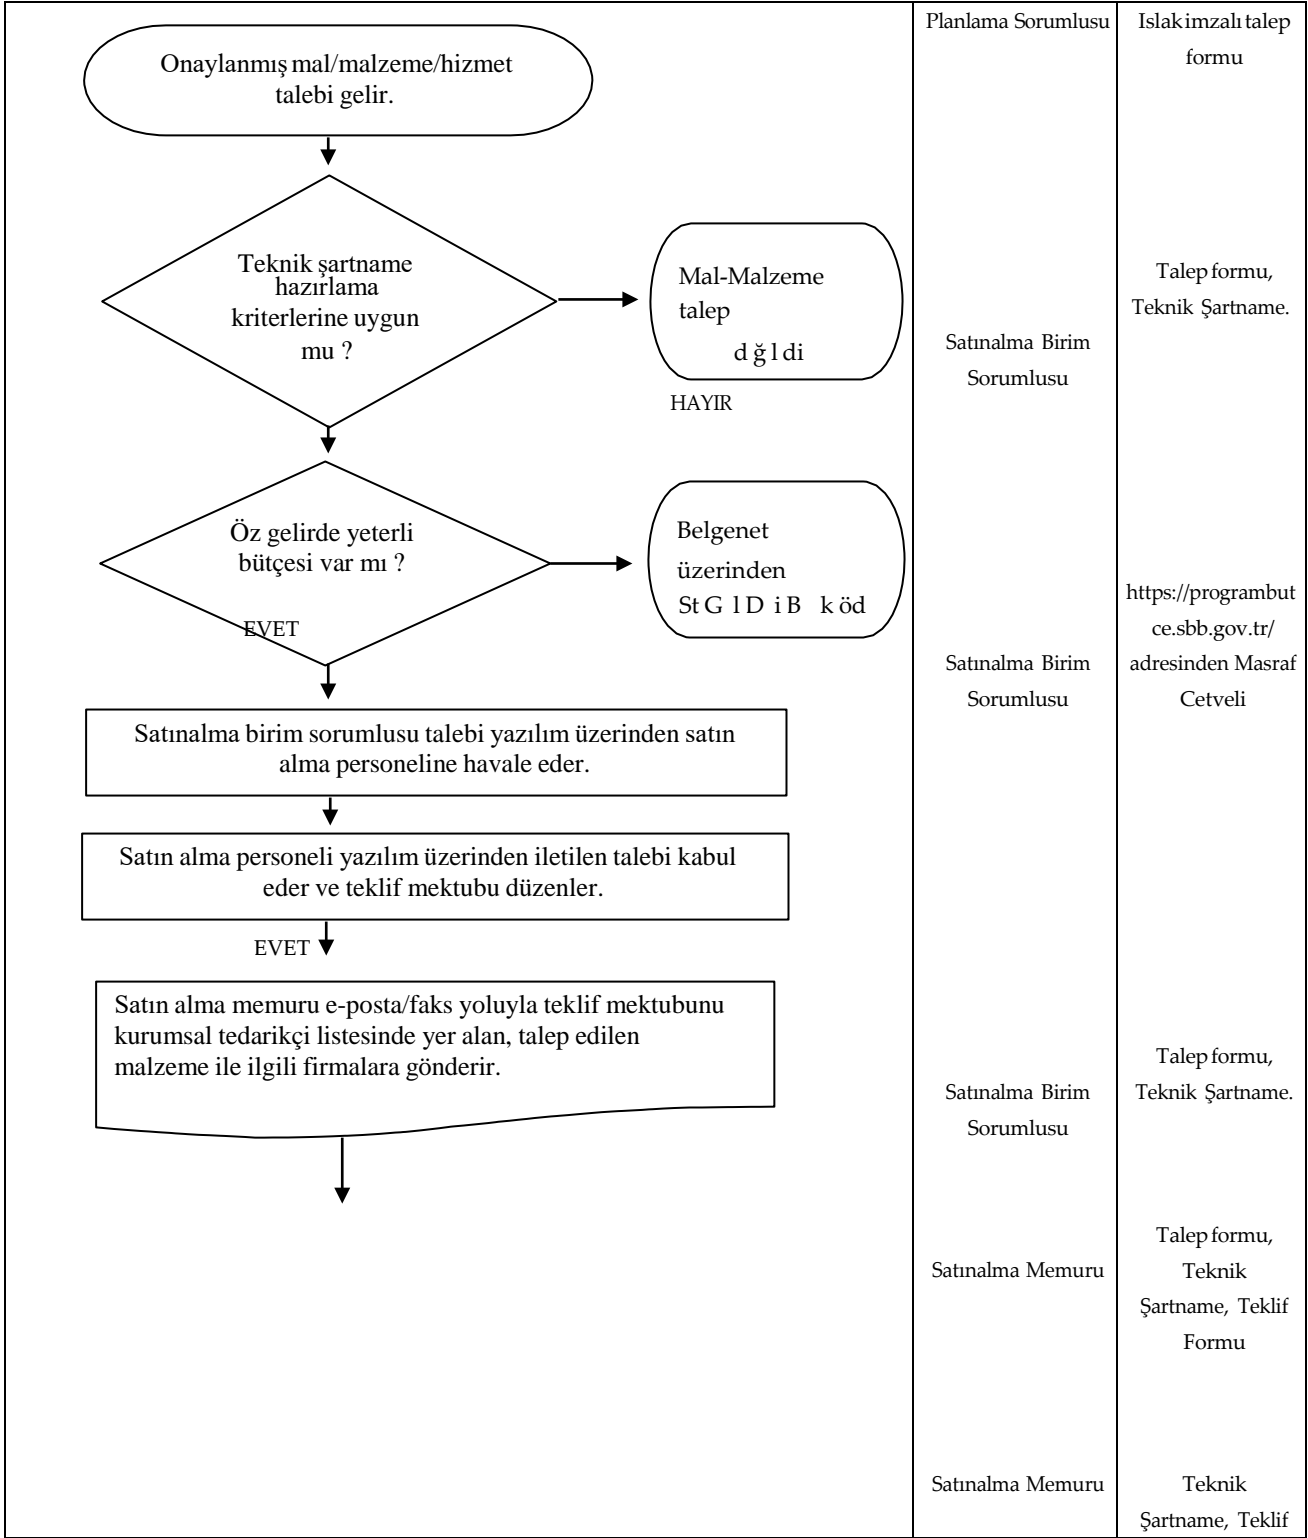 Onaylanmış mal/malzeme/hizmet
talebi gelir.
Teknik şartname
hazırlama
kriterlerine uygun
mu ?
Mal-Malzeme
talep
d ğ l di
HAYIR
Öz gelirde yeterli
bütçesi var mı ?
EVET
Belgenet
üzerinden
St G l D i B k öd
Satınalma birim sorumlusu talebi yazılım üzerinden satın
alma personeline havale eder.
Satın alma personeli yazılım üzerinden iletilen talebi kabul
eder ve teklif mektubu düzenler.
EVET
Satın alma memuru e-posta/faks yoluyla teklif mektubunu
kurumsal tedarikçi listesinde yer alan, talep edilen
malzeme ile ilgili firmalara gönderir.
Planlama Sorumlusu
Satınalma Birim
Sorumlusu
Satınalma Birim
Sorumlusu
Satınalma Birim
Sorumlusu
Satınalma Memuru
Satınalma Memuru
Islak imzalı talep
formu
Talep formu,
Teknik Şartname.
https://programbut
ce.sbb.gov.tr/
adresinden Masraf
Cetveli
Talep formu,
Teknik Şartname.
Talep formu,
Teknik
Şartname, Teklif
Formu
Teknik
Şartname, Teklif